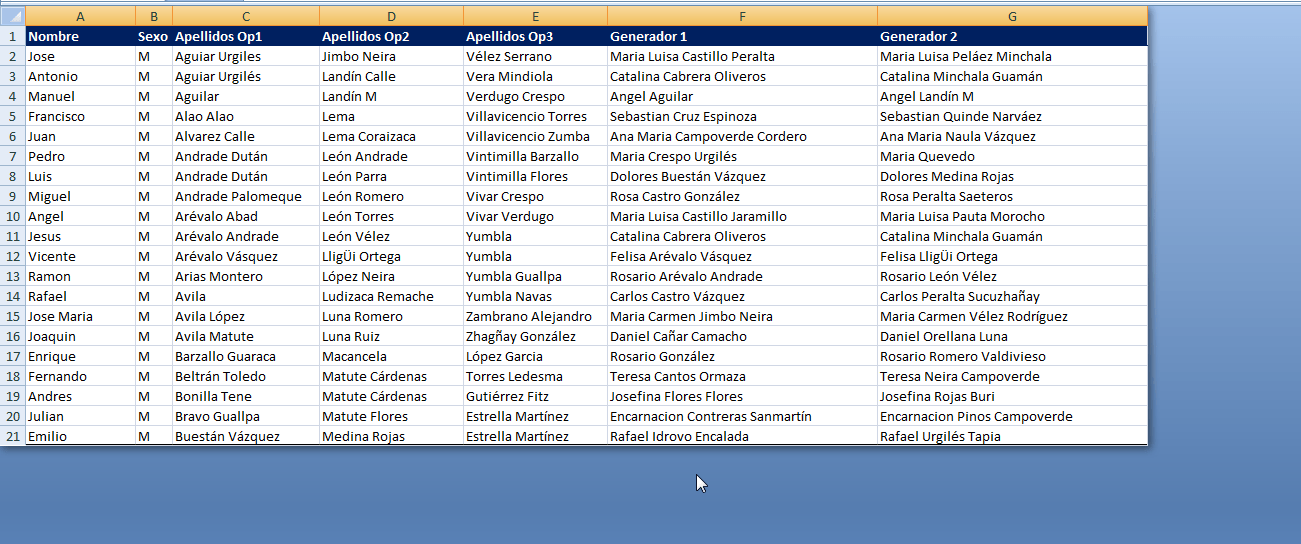 A B C D E F G
1 Nombre Sexo Apellidos Op1 Apellidos Op2 Apellidos Op3 Generador 1 Generador 2
2 Jose M Aguiar Urgiles Jimbo Neira Vélez Serrano Maria Luisa Castillo Peralta Maria Luisa Peláez Minchala
3 Antonio M Aguiar Urgilés Landín Calle Vera Mindiola Catalina Cabrera Oliveros Catalina Minchala Guamán
4 Manuel M Aguilar Landín M Verdugo Crespo Angel Aguilar Angel Landín M
5 Francisco M Alao Alao Lema Villavicencio Torres Sebastian Cruz Espinoza Sebastian Quinde Narváez
6 Juan M Alvarez Calle Lema Coraizaca Villavicencio Zumba Ana Maria Campoverde Cordero Ana Maria Naula Vázquez
7 Pedro M Andrade Dután León Andrade Vintimilla Barzallo Maria Crespo Urgilés Maria Quevedo
8 Luis M Andrade Dután León Parra Vintimilla Flores Dolores Buestán Vázquez Dolores Medina Rojas
9 Miguel M Andrade Palomeque León Romero Vivar Crespo Rosa Castro González Rosa Peralta Saeteros
10 Angel M Arévalo Abad León Torres Vivar Verdugo Maria Luisa Castillo Jaramillo Maria Luisa Pauta Morocho
11 Jesus M Arévalo Andrade León Vélez Yumbla Catalina Cabrera Oliveros Catalina Minchala Guamán
12 Vicente M Arévalo Vásquez LligÜi Ortega Yumbla Felisa Arévalo Vásquez Felisa LligÜi Ortega
13 Ramon M Arias Montero López Neira Yumbla Guallpa Rosario Arévalo Andrade Rosario León Vélez
14 Rafael M Avila Ludizaca Remache Yumbla Navas Carlos Castro Vázquez Carlos Peralta Sucuzhañay
15 Jose Maria M Avila López Luna Romero Zambrano Alejandro Maria Carmen Jimbo Neira Maria Carmen Vélez Rodríguez
16 Joaquin M Avila Matute Luna Ruiz Zhagñay González Daniel Cañar Camacho Daniel Orellana Luna
17 Enrique M Barzallo Guaraca Macancela López Garcia Rosario González Rosario Romero Valdivieso
18 Fernando M Beltrán Toledo Matute Cárdenas Torres Ledesma Teresa Cantos Ormaza Teresa Neira Campoverde
19 Andres M Bonilla Tene Matute Cárdenas Gutiérrez Fitz Josefina Flores Flores Josefina Rojas Buri
20 Julian M Bravo Guallpa Matute Flores Estrella Martínez Encarnacion Contreras Sanmartín Encarnacion Pinos Campoverde
21 Emilio M Buestán Vázquez Medina Rojas Estrella Martínez Rafael Idrovo Encalada Rafael Urgilés Tapia